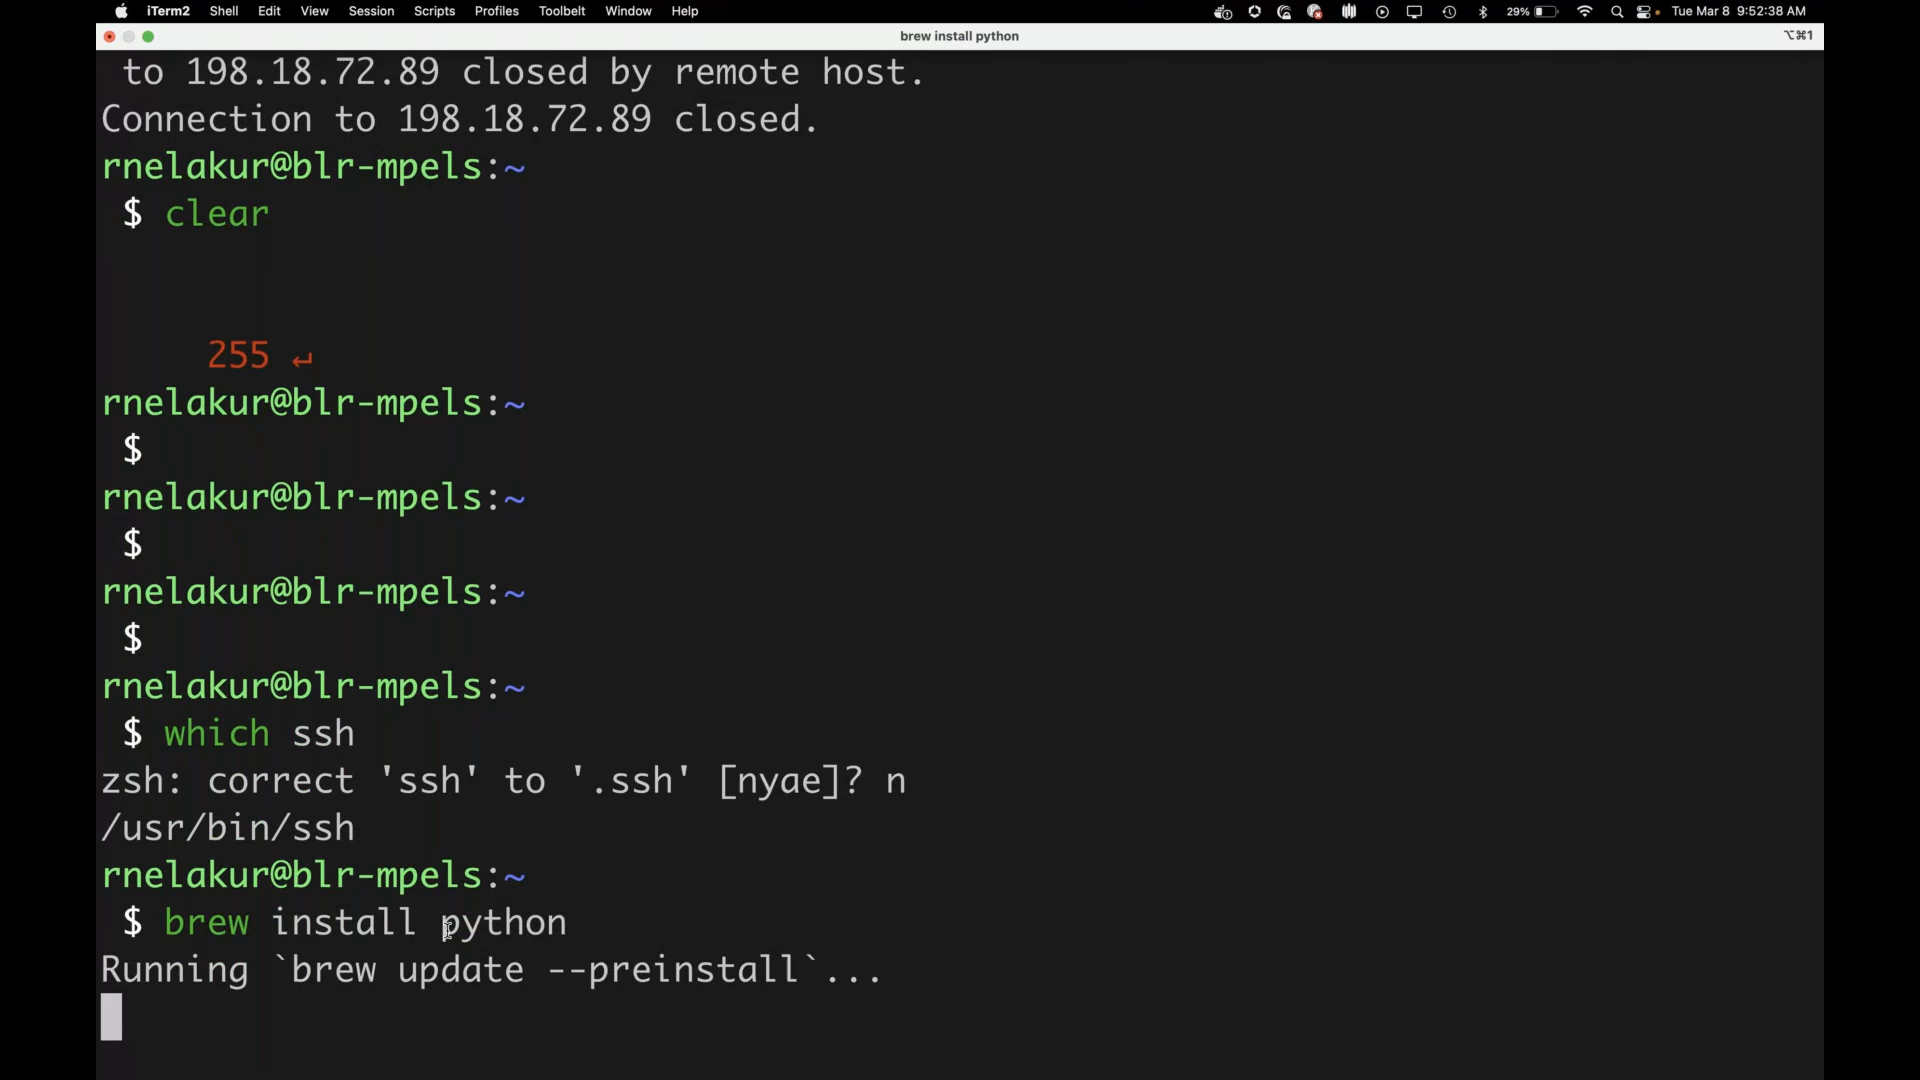 iTerm2 Shell Edit View Session Scripts Profiles Toolbelt Window Help 29% Tue Mar 8 9:52:38 AM
brew install python ⌥⌘1
to 198.18.72.89 closed by remote host.
Connection to 198.18.72.89 closed.
rnelakur@blr-mpels:~
$ clear
255 ↵
rnelakur@blr-mpels:~
$
rnelakur@blr-mpels:~
$
rnelakur@blr-mpels:~
$
rnelakur@blr-mpels:~
$ which ssh
zsh: correct 'ssh' to '.ssh' [nyae]? n
/usr/bin/ssh
rnelakur@blr-mpels:~
$ brew install python
Running `brew update --preinstall`...